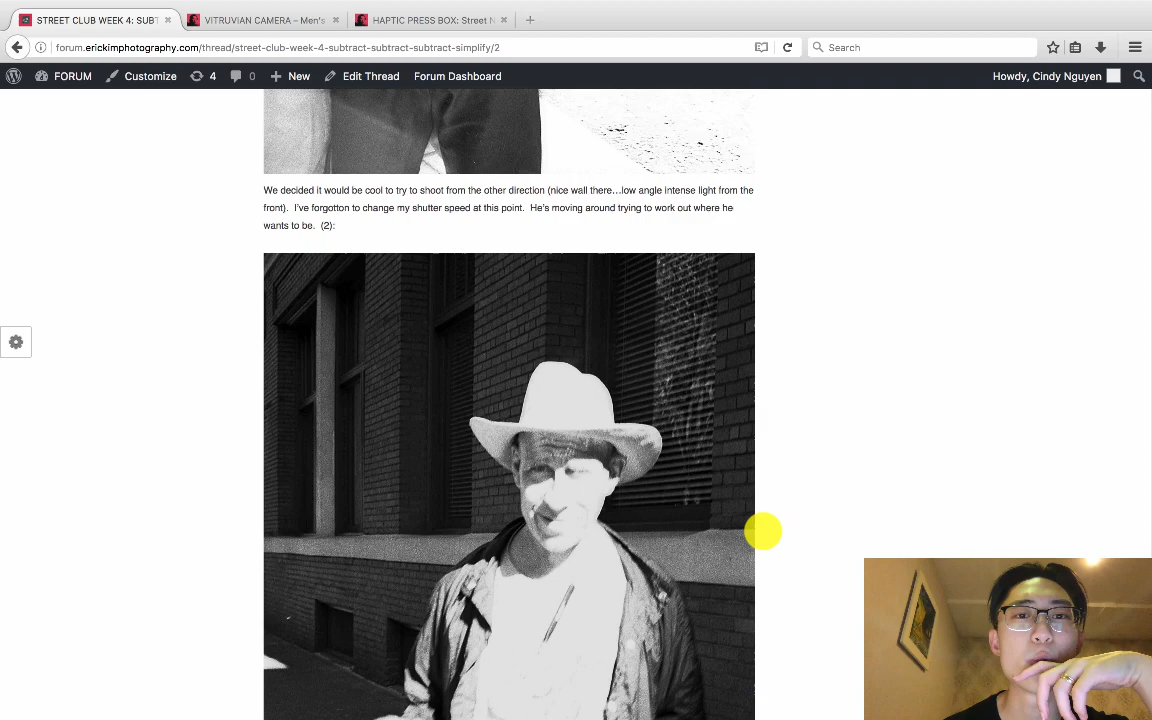 STREET CLUB WEEK 4: SUBT
VITRUVIAN CAMERA – Men's
HAPTIC PRESS BOX: Street N
forum.erickimphotography.com/thread/street-club-week-4-subtract-subtract-subtract-simplify/2
Search
FORUM
Customize
4
0
New
Edit Thread
Forum Dashboard
Howdy, Cindy Nguyen
We decided it would be cool to try to shoot from the other direction (nice wall there…low angle intense light from the
front).  I've forgotton to change my shutter speed at this point.  He's moving around trying to work out where he
wants to be.  (2):